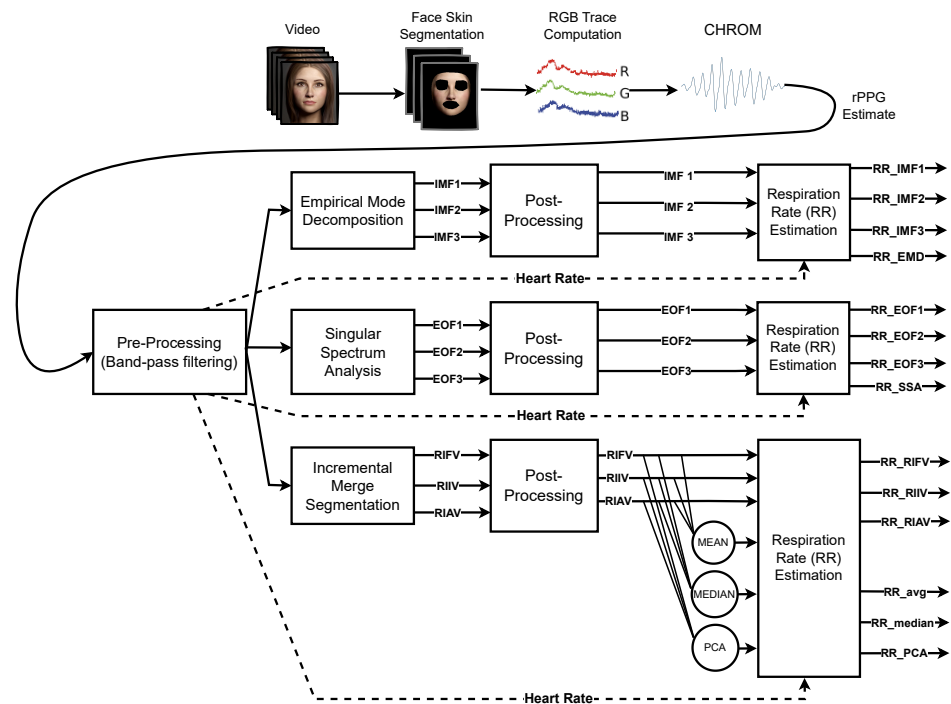 Video
Face Skin
Segmentation
RGB Trace
Computation
CHROM
R
G
B
rPPG
Estimate
Empirical Mode
Decomposition
IMF1
IMF2
IMF3
Post-
Processing
IMF 1
IMF 2
IMF 3
Respiration
Rate (RR)
Estimation
RR_IMF1
RR_IMF2
RR_IMF3
RR_EMD
Heart Rate
Pre-Processing
(Band-pass filtering)
Singular
Spectrum
Analysis
EOF1
EOF2
EOF3
Post-
Processing
EOF1
EOF2
EOF3
Respiration
Rate (RR)
Estimation
RR_EOF1
RR_EOF2
RR_EOF3
RR_SSA
Heart Rate
Incremental
Merge
Segmentation
RIFV
RIIV
RIAV
Post-
Processing
RIFV
RIIV
RIAV
MEAN
MEDIAN
PCA
Respiration
Rate (RR)
Estimation
RR_RIFV
RR_RIIV
RR_RIAV
RR_avg
RR_median
RR_PCA
Heart Rate